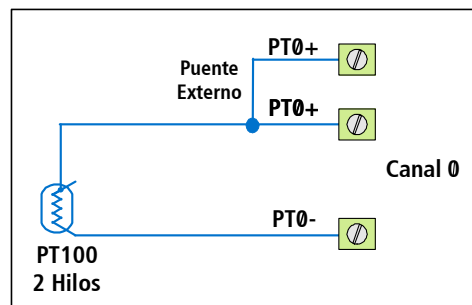 PT0+
Puente
Externo
PT0+
Canal 0
PT0-
PT100
2 Hilos